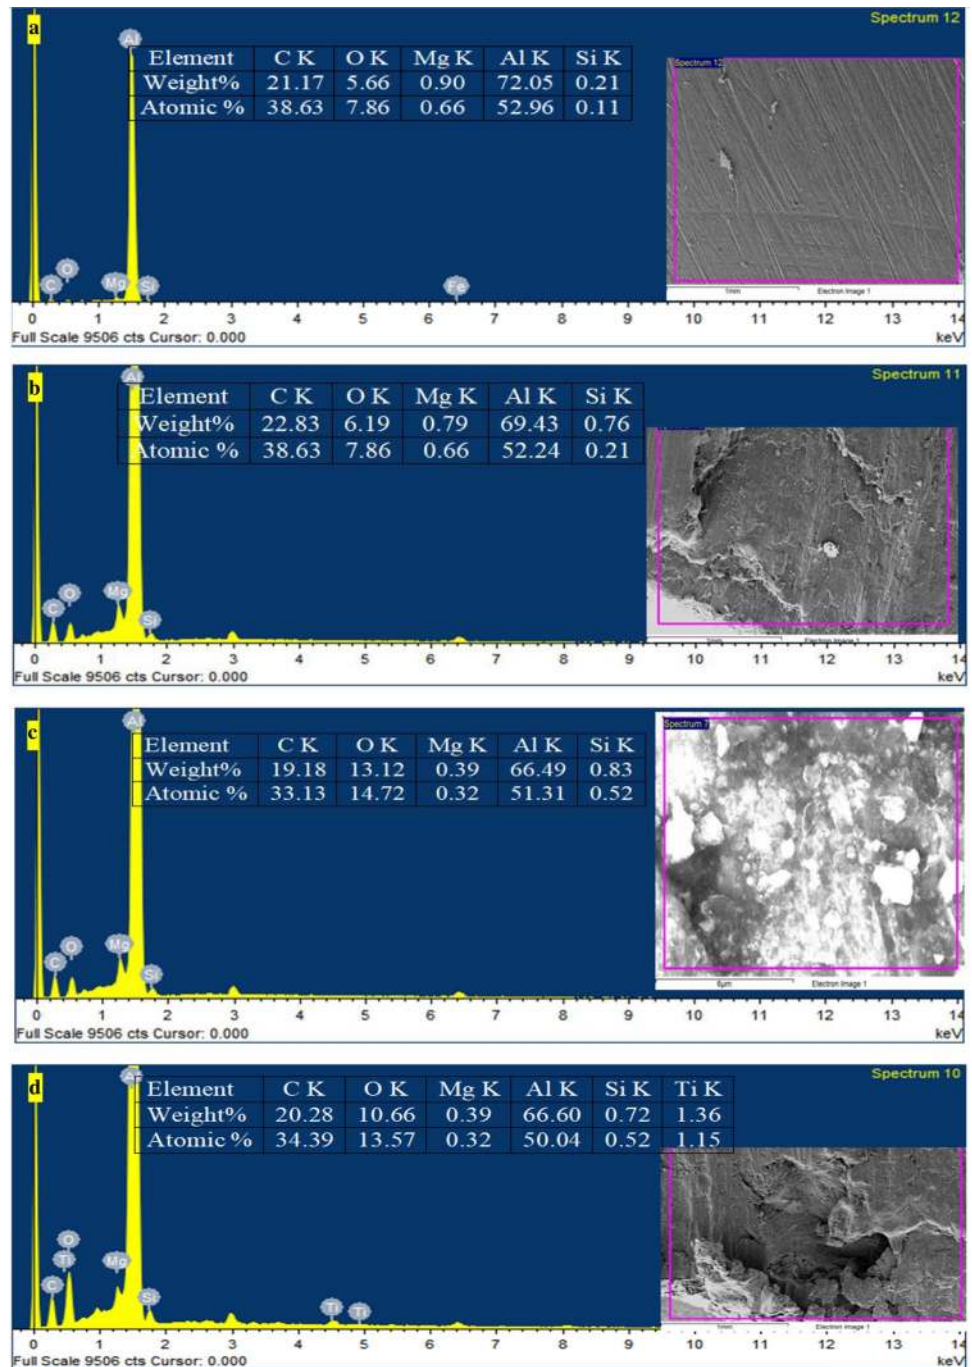 a
Spectrum 12
Al
Element C K O K Mg K Al K Si K
Weight% 21.17 5.66 0.90 72.05 0.21
Atomic % 38.63 7.86 0.66 52.96 0.11
Spectrum 12
C O Mg Si Fe
1mm Electron Image 1
0 1 2 3 4 5 6 7 8 9 10 11 12 13 14
Full Scale 9506 cts Cursor: 0.000 keV
b
Spectrum 11
Al
Element C K O K Mg K Al K Si K
Weight% 22.83 6.19 0.79 69.43 0.76
Atomic % 38.63 7.86 0.66 52.24 0.21
C O Mg Si
1mm Electron Image 1
0 1 2 3 4 5 6 7 8 9 10 11 12 13 14
Full Scale 9506 cts Cursor: 0.000 keV
c
Al
Spectrum 7
Element C K O K Mg K Al K Si K
Weight% 19.18 13.12 0.39 66.49 0.83
Atomic % 33.13 14.72 0.32 51.31 0.52
C O Mg Si
6µm Electron Image 1
0 1 2 3 4 5 6 7 8 9 10 11 12 13 14
Full Scale 9506 cts Cursor: 0.000 keV
d
Spectrum 10
Al
Element C K O K Mg K Al K Si K Ti K
Weight% 20.28 10.66 0.39 66.60 0.72 1.36
Atomic % 34.39 13.57 0.32 50.04 0.52 1.15
O
Ti Mg
C Si Ti Ti
1mm Electron Image 1
0 1 2 3 4 5 6 7 8 9 10 11 12 13 14
Full Scale 9506 cts Cursor: 0.000 keV